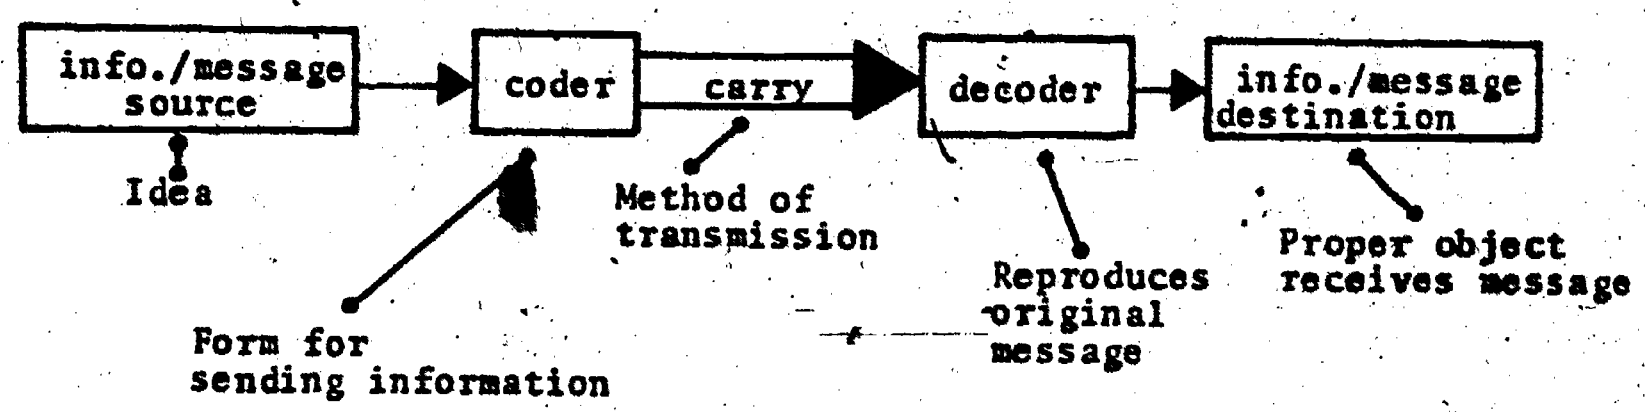 info./message
source
coder
carry
decoder
info./message
destination
Idea
Method of
transmission
Form for
sending information
Reproduces
original
message
Proper object
receives message